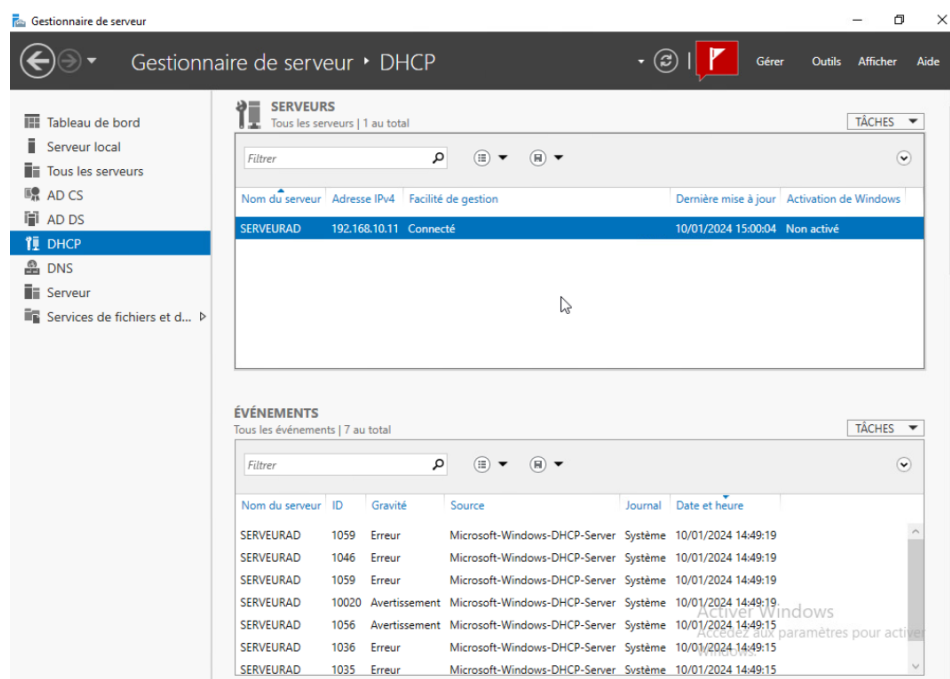 Gestionnaire de serveur
Gestionnaire de serveur ‣ DHCP
Gérer Outils Afficher Aide
Tableau de bord
Serveur local
Tous les serveurs
AD CS
AD DS
DHCP
DNS
Serveur
Services de fichiers et d...
SERVEURS
Tous les serveurs | 1 au total
TÂCHES
Filtrer
Nom du serveur Adresse IPv4 Facilité de gestion Dernière mise à jour Activation de Windows
SERVEURAD 192.168.10.11 Connecté 10/01/2024 15:00:04 Non activé
ÉVÉNEMENTS
Tous les événements | 7 au total
TÂCHES
Filtrer
Nom du serveur ID Gravité Source Journal Date et heure
SERVEURAD 1059 Erreur Microsoft-Windows-DHCP-Server Système 10/01/2024 14:49:19
SERVEURAD 1046 Erreur Microsoft-Windows-DHCP-Server Système 10/01/2024 14:49:19
SERVEURAD 1059 Erreur Microsoft-Windows-DHCP-Server Système 10/01/2024 14:49:19
SERVEURAD 10020 Avertissement Microsoft-Windows-DHCP-Server Système 10/01/2024 14:49:19
SERVEURAD 1056 Avertissement Microsoft-Windows-DHCP-Server Système 10/01/2024 14:49:15
SERVEURAD 1036 Erreur Microsoft-Windows-DHCP-Server Système 10/01/2024 14:49:15
SERVEURAD 1035 Erreur Microsoft-Windows-DHCP-Server Système 10/01/2024 14:49:15
Activer Windows
Accédez aux paramètres pour activer
Windows.